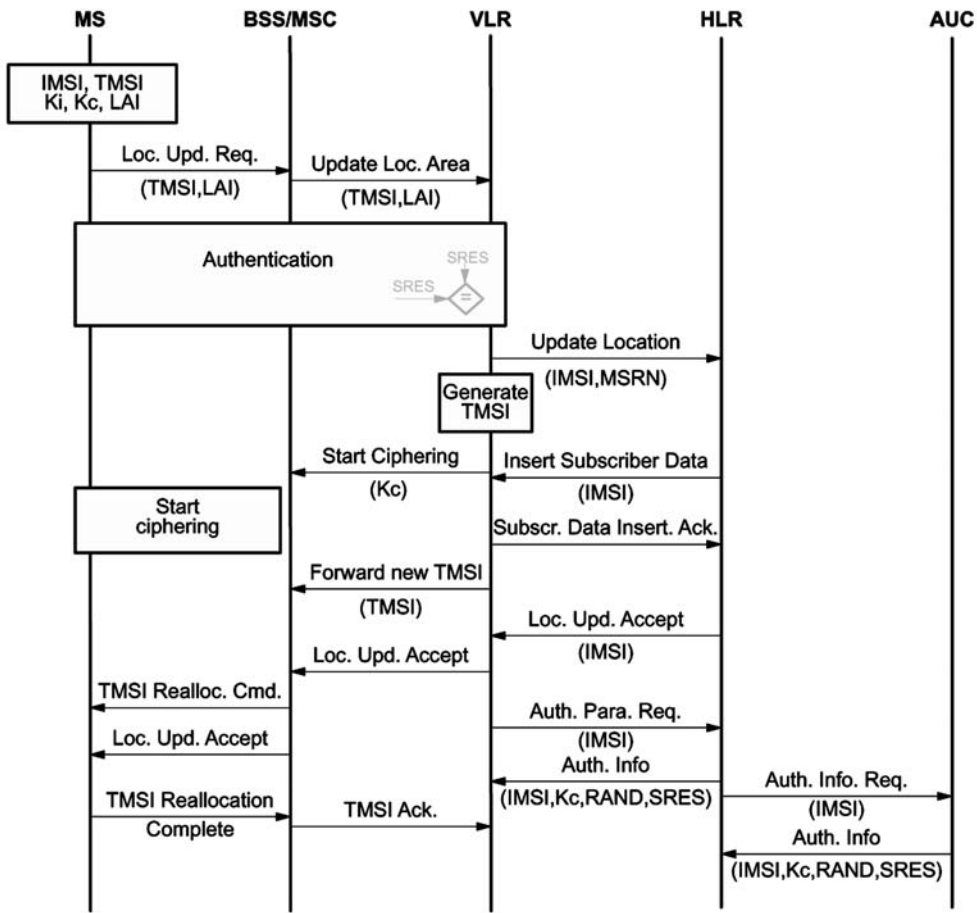 MS BSS/MSC VLR HLR AUC
IMSI, TMSI
Ki, Kc, LAI
Loc. Upd. Req.
(TMSI,LAI)
Update Loc. Area
(TMSI,LAI)
Authentication
SRES
SRES
=
Update Location
(IMSI,MSRN)
Generate
TMSI
Start Ciphering
(Kc)
Insert Subscriber Data
(IMSI)
Start
ciphering
Subscr. Data Insert. Ack.
Forward new TMSI
(TMSI)
Loc. Upd. Accept
(IMSI)
Loc. Upd. Accept
TMSI Realloc. Cmd.
Auth. Para. Req.
(IMSI)
Loc. Upd. Accept
Auth. Info
(IMSI,Kc,RAND,SRES)
Auth. Info. Req.
(IMSI)
TMSI Reallocation
Complete
TMSI Ack.
Auth. Info
(IMSI,Kc,RAND,SRES)